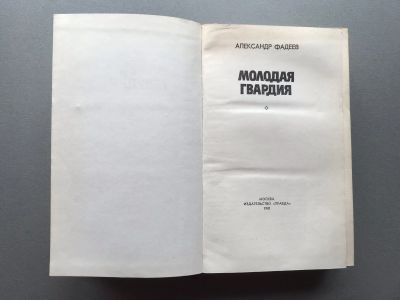 АЛЕКСАНДР ФАДЕЕВ
МОЛОДАЯ
ГВАРДИЯ
МОСКВА
ИЗДАТЕЛЬСТВО «ПРАВДА»